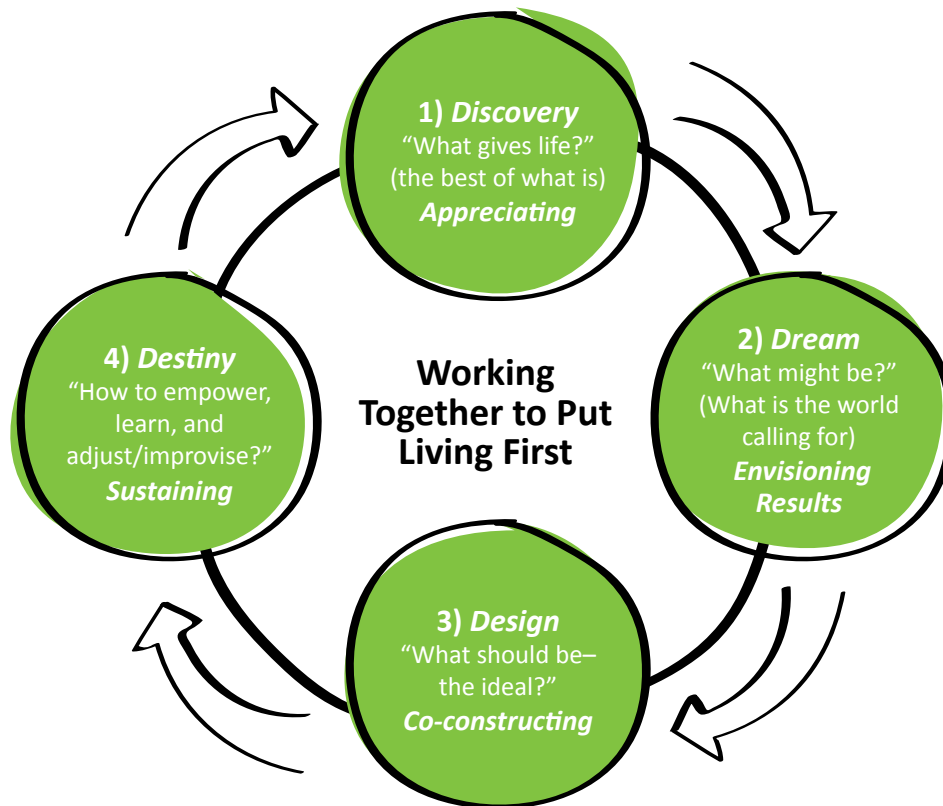 1) Discovery
“What gives life?”
(the best of what is)
Appreciating
2) Dream
“What might be?”
(What is the world
calling for)
Envisioning
Results
3) Design
“What should be–
the ideal?”
Co-constructing
4) Destiny
“How to empower,
learn, and
adjust/improvise?”
Sustaining
Working
Together to Put
Living First